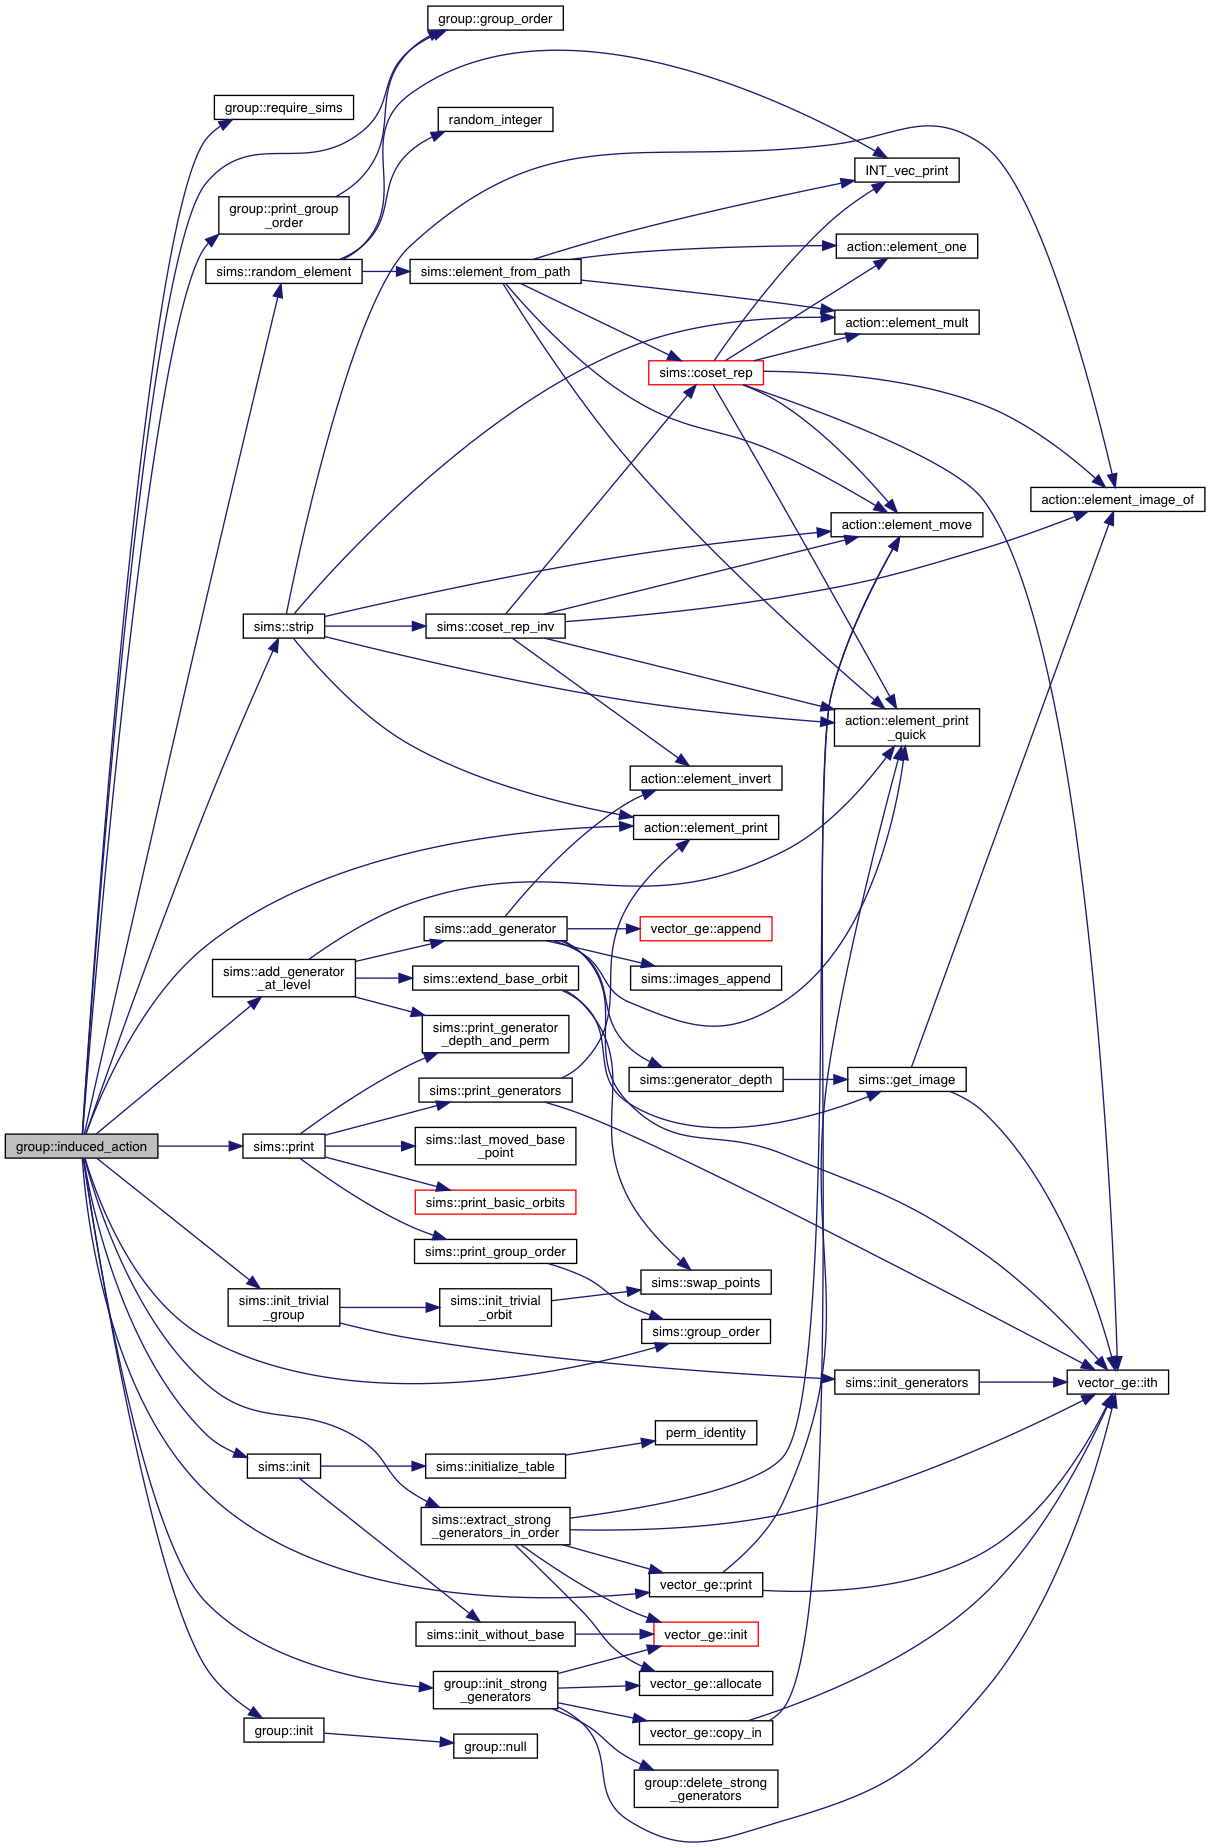 group::group_order
group::require_sims
random_integer
INT_vec_print
group::print_group
_order
action::element_one
sims::random_element
sims::element_from_path
action::element_mult
sims::coset_rep
action::element_image_of
action::element_move
sims::strip
sims::coset_rep_inv
action::element_print
_quick
action::element_invert
action::element_print
sims::add_generator
vector_ge::append
sims::add_generator
_at_level
sims::extend_base_orbit
sims::images_append
sims::print_generator
_depth_and_perm
sims::generator_depth
sims::get_image
sims::print_generators
group::induced_action
sims::print
sims::last_moved_base
_point
sims::print_basic_orbits
sims::print_group_order
sims::swap_points
sims::init_trivial
_group
sims::init_trivial
_orbit
sims::group_order
sims::init_generators
vector_ge::ith
perm_identity
sims::init
sims::initialize_table
sims::extract_strong
_generators_in_order
vector_ge::print
sims::init_without_base
vector_ge::init
group::init_strong
_generators
vector_ge::allocate
group::init
vector_ge::copy_in
group::null
group::delete_strong
_generators